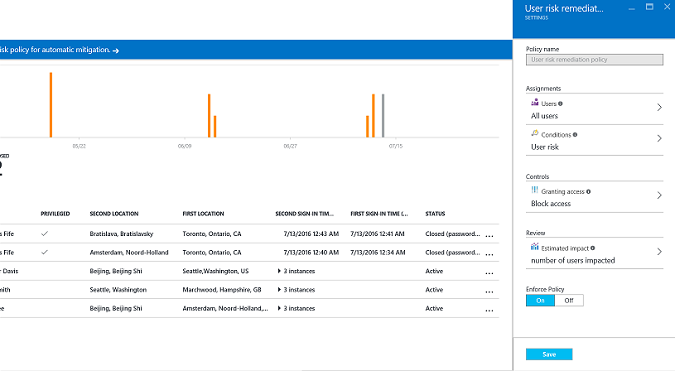 User risk remediat...
SETTINGS
isk policy for automatic mitigation. →
Policy name
User risk remediation policy
Assignments
Users
All users
Conditions
User risk
Controls
Granting access
Block access
Review
Estimated impact
number of users impacted
Enforce Policy
On Off
Save
05/22 06/27 07/15
PRIVILEGED SECOND LOCATION FIRST LOCATION SECOND SIGN IN TIM... FIRST SIGN IN TIME (... STATUS
s Fife Bratislava, Bratislavsky Toronto, Ontario, CA 7/13/2016 12:43 AM 7/13/2016 12:41 AM Closed (password... ...
s Fife Amsterdam, Noord-Holland Toronto, Ontario, CA 7/13/2016 12:40 AM 7/13/2016 12:34 AM Closed (password... ...
r Davis Beijing, Beijing Shi Seattle,Washington, US 3 instances Active ...
mith Seattle, Washington Marchwood, Hampshire, GB 3 instances Active ...
ee Beijing, Beijing Shi Amsterdam, Noord-Holland,... 3 instances Active ...